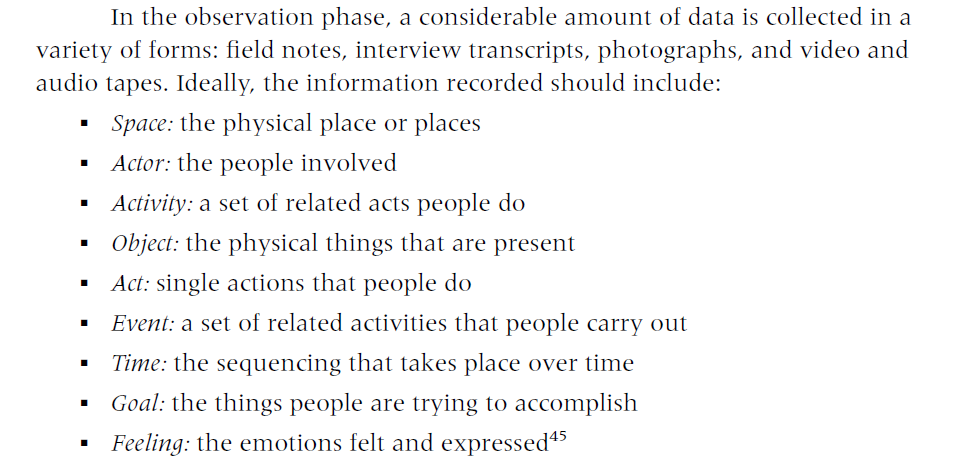 In the observation phase, a considerable amount of data is collected in a
variety of forms: field notes, interview transcripts, photographs, and video and
audio tapes. Ideally, the information recorded should include:
▪ Space: the physical place or places
▪ Actor: the people involved
▪ Activity: a set of related acts people do
▪ Object: the physical things that are present
▪ Act: single actions that people do
▪ Event: a set of related activities that people carry out
▪ Time: the sequencing that takes place over time
▪ Goal: the things people are trying to accomplish
▪ Feeling: the emotions felt and expressed⁴⁵